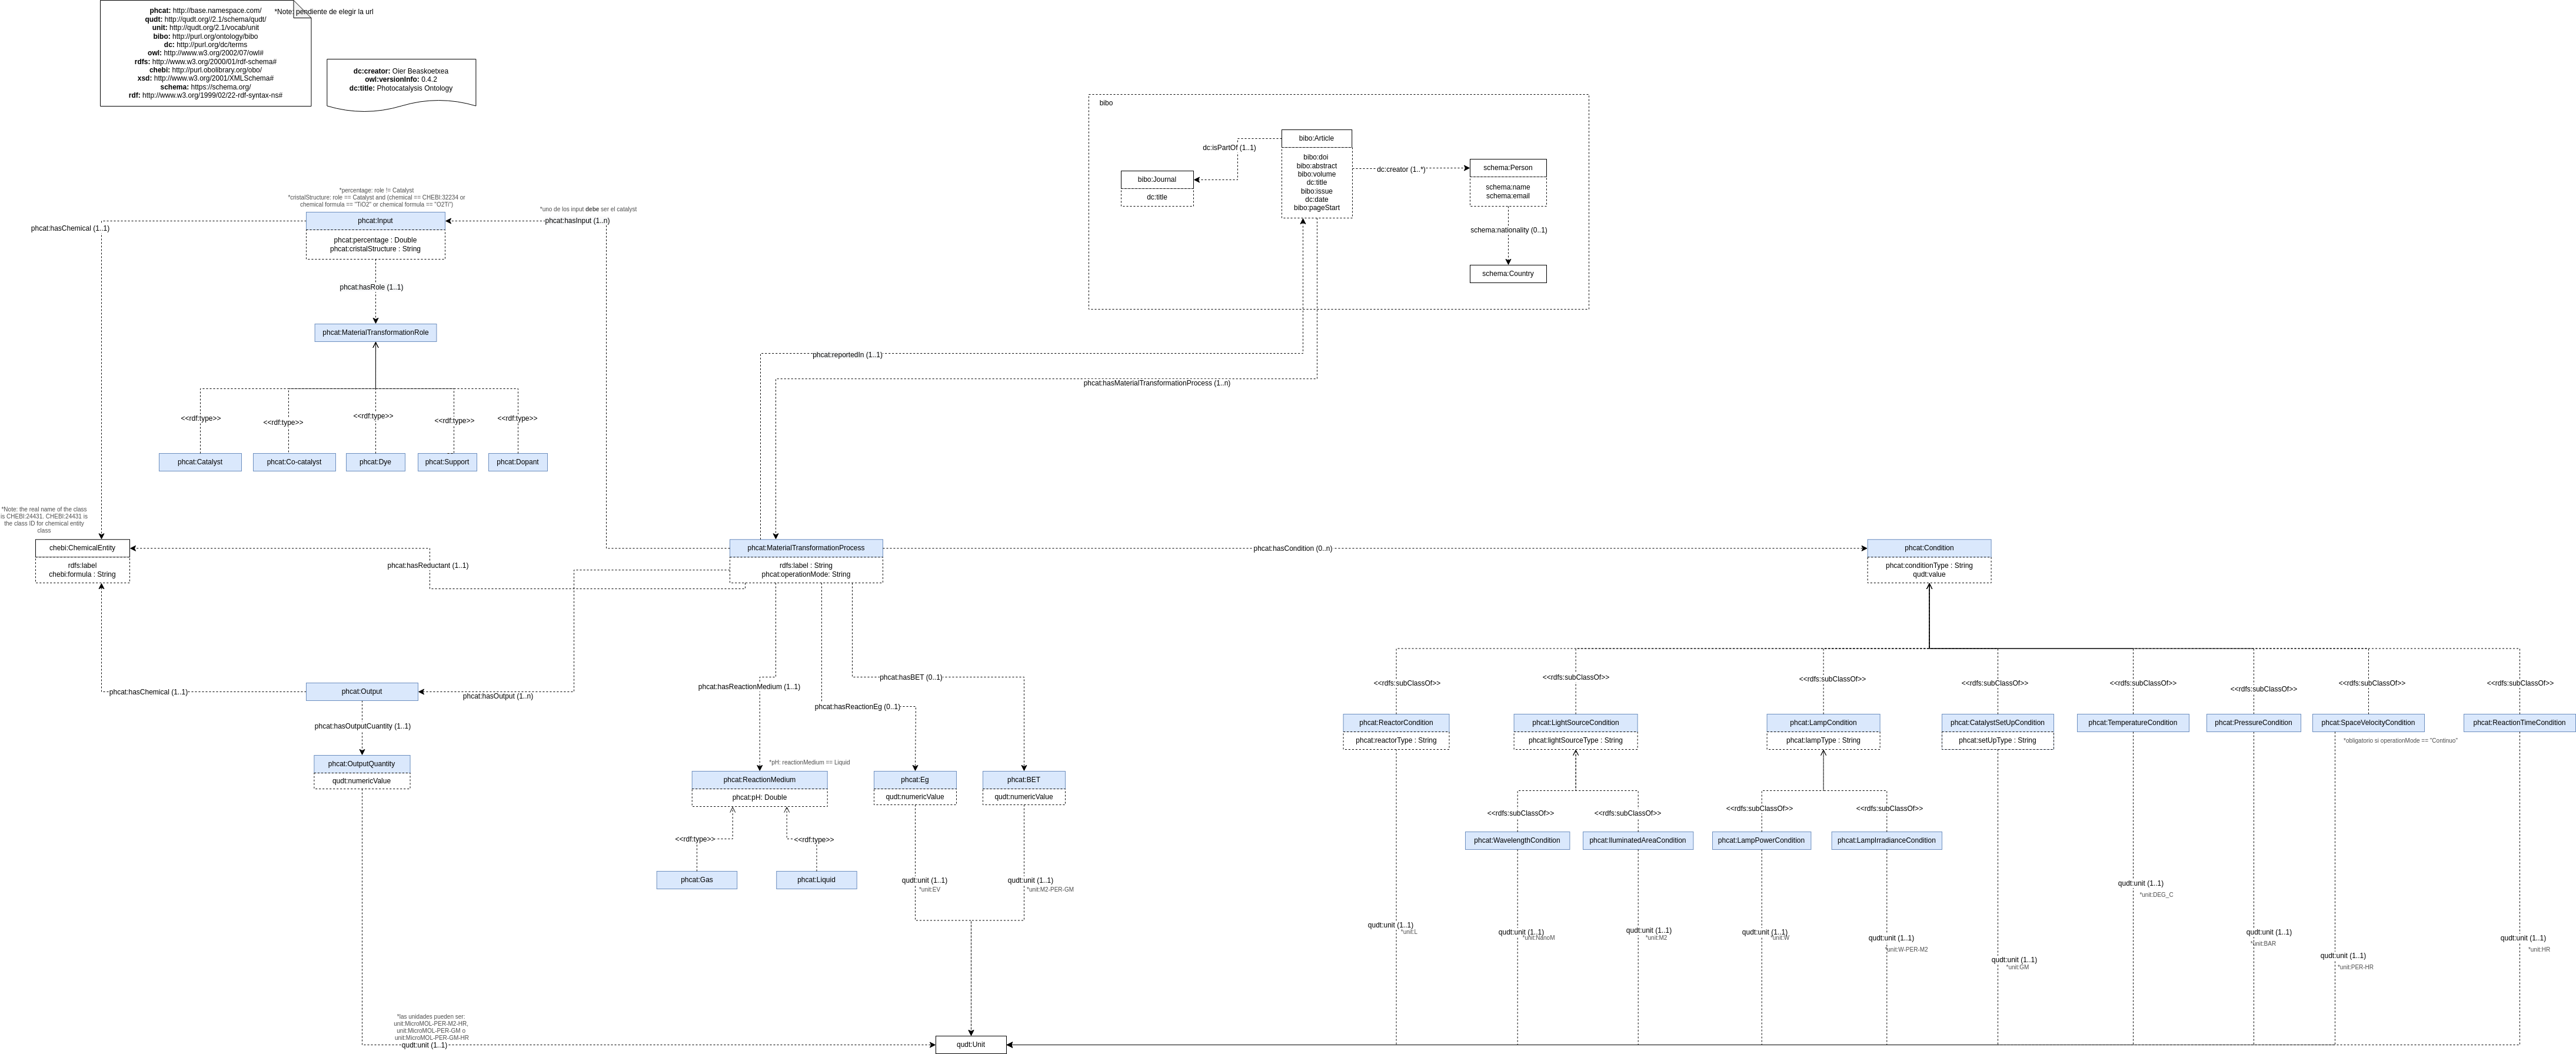 phcat: http://base.namespace.com/
qudt: http://qudt.org//2.1/schema/qudt/
unit: http://qudt.org/2.1/vocab/unit
bibo: http://purl.org/ontology/bibo
dc: http://purl.org/dc/terms
owl: http://www.w3.org/2002/07/owl#
rdfs: http://www.w3.org/2000/01/rdf-schema#
chebi: http://purl.obolibrary.org/obo/
xsd: http://www.w3.org/2001/XMLSchema#
schema: https://schema.org/
rdf: http://www.w3.org/1999/02/22-rdf-syntax-ns#
*Note: pendiente de elegir la url
dc:creator: Oier Beaskoetxea
owl:versionInfo: 0.4.2
dc:title: Photocatalysis Ontology
bibo
bibo:Article
bibo:doi
bibo:abstract
bibo:volume
dc:title
bibo:issue
dc:date
bibo:pageStart
dc:isPartOf (1..1)
bibo:Journal
dc:title
dc:creator (1..*)
schema:Person
schema:name
schema:email
schema:nationality (0..1)
schema:Country
*percentage: role != Catalyst
*cristalStructure: role == Catalyst and (chemical == CHEBI:32234 or
chemical formula == "TiO2" or chemical formula == "O2Ti")
phcat:Input
phcat:percentage : Double
phcat:cristalStructure : String
*uno de los input debe ser el catalyst
phcat:hasInput (1..n)
phcat:hasChemical (1..1)
phcat:hasRole (1..1)
phcat:MaterialTransformationRole
<<rdf:type>>
<<rdf:type>>
<<rdf:type>>
<<rdf:type>>
<<rdf:type>>
phcat:Catalyst
phcat:Co-catalyst
phcat:Dye
phcat:Support
phcat:Dopant
phcat:reportedIn (1..1)
phcat:hasMaterialTransformationProcess (1..n)
*Note: the real name of the class
is CHEBI:24431. CHEBI:24431 is
the class ID for chemical entity
class
chebi:ChemicalEntity
rdfs:label
chebi:formula : String
phcat:hasReductant (1..1)
phcat:MaterialTransformationProcess
rdfs:label : String
phcat:operationMode: String
phcat:hasCondition (0..n)
phcat:Condition
phcat:conditionType : String
qudt:value
phcat:hasChemical (1..1)
phcat:Output
phcat:hasOutput (1..n)
phcat:hasOutputCuantity (1..1)
phcat:OutputQuantity
qudt:numericValue
phcat:hasReactionMedium (1..1)
phcat:hasReactionEg (0..1)
phcat:hasBET (0..1)
*pH: reactionMedium == Liquid
phcat:ReactionMedium
phcat:pH: Double
phcat:Eg
qudt:numericValue
phcat:BET
qudt:numericValue
<<rdf:type>>
<<rdf:type>>
phcat:Gas
phcat:Liquid
qudt:unit (1..1)
*unit:EV
qudt:unit (1..1)
*unit:M2-PER-GM
<<rdfs:subClassOf>>
<<rdfs:subClassOf>>
<<rdfs:subClassOf>>
<<rdfs:subClassOf>>
<<rdfs:subClassOf>>
<<rdfs:subClassOf>>
<<rdfs:subClassOf>>
<<rdfs:subClassOf>>
phcat:ReactorCondition
phcat:reactorType : String
phcat:LightSourceCondition
phcat:lightSourceType : String
phcat:LampCondition
phcat:lampType : String
phcat:CatalystSetUpCondition
phcat:setUpType : String
phcat:TemperatureCondition
phcat:PressureCondition
phcat:SpaceVelocityCondition
*obligatorio si operationMode == "Continuo"
phcat:ReactionTimeCondition
<<rdfs:subClassOf>>
<<rdfs:subClassOf>>
<<rdfs:subClassOf>>
<<rdfs:subClassOf>>
phcat:WavelengthCondition
phcat:IluminatedAreaCondition
phcat:LampPowerCondition
phcat:LampIrradianceCondition
qudt:unit (1..1)
*unit:L
qudt:unit (1..1)
*unit:NanoM
qudt:unit (1..1)
*unit:M2
qudt:unit (1..1)
*unit:W
qudt:unit (1..1)
*unit:W-PER-M2
qudt:unit (1..1)
*unit:GM
qudt:unit (1..1)
*unit:DEG_C
qudt:unit (1..1)
*unit:BAR
qudt:unit (1..1)
*unit:PER-HR
qudt:unit (1..1)
*unit:HR
*las unidades pueden ser:
unit:MicroMOL-PER-M2-HR,
unit:MicroMOL-PER-GM o
unit:MicroMOL-PER-GM-HR
qudt:unit (1..1)
qudt:Unit